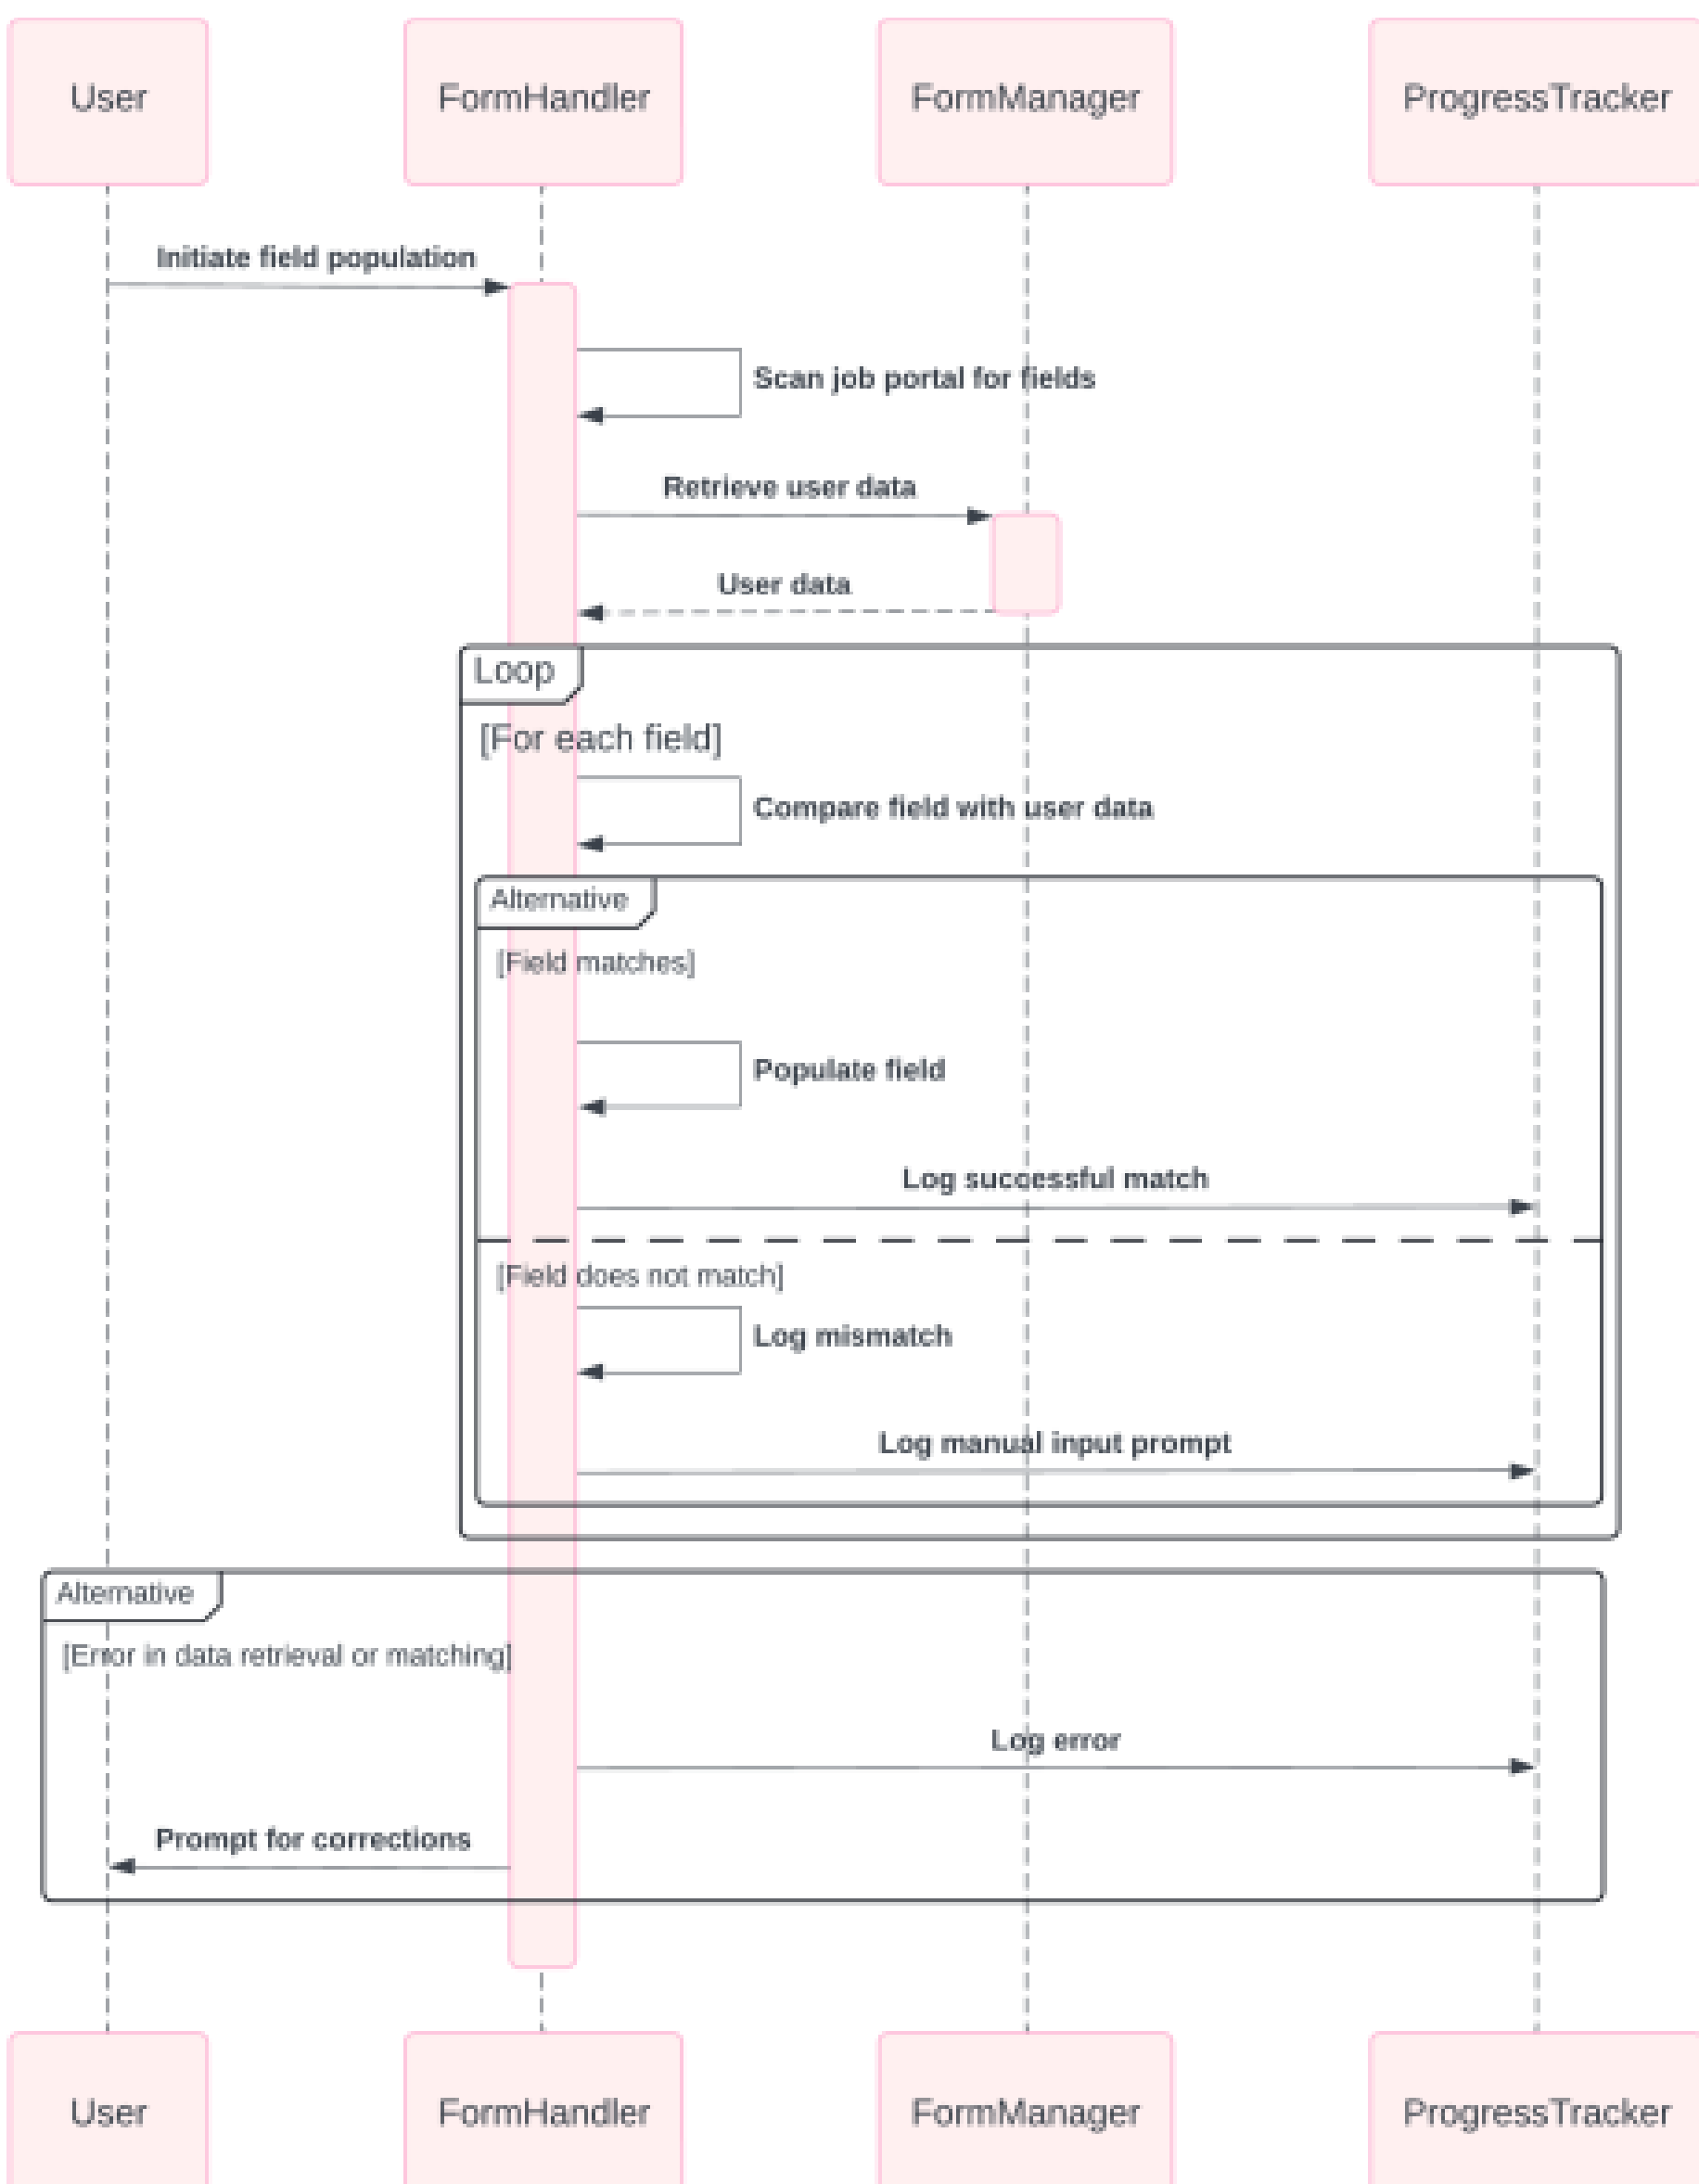 User
FormHandler
FormManager
ProgressTracker
Initiate field population
Scan job portal for fields
Retrieve user data
User data
Loop
[For each field]
Compare field with user data
Alternative
[Field matches]
Populate field
Log successful match
[Field does not match]
Log mismatch
Log manual input prompt
Alternative
[Error in data retrieval or matching]
Log error
Prompt for corrections
User
FormHandler
FormManager
ProgressTracker